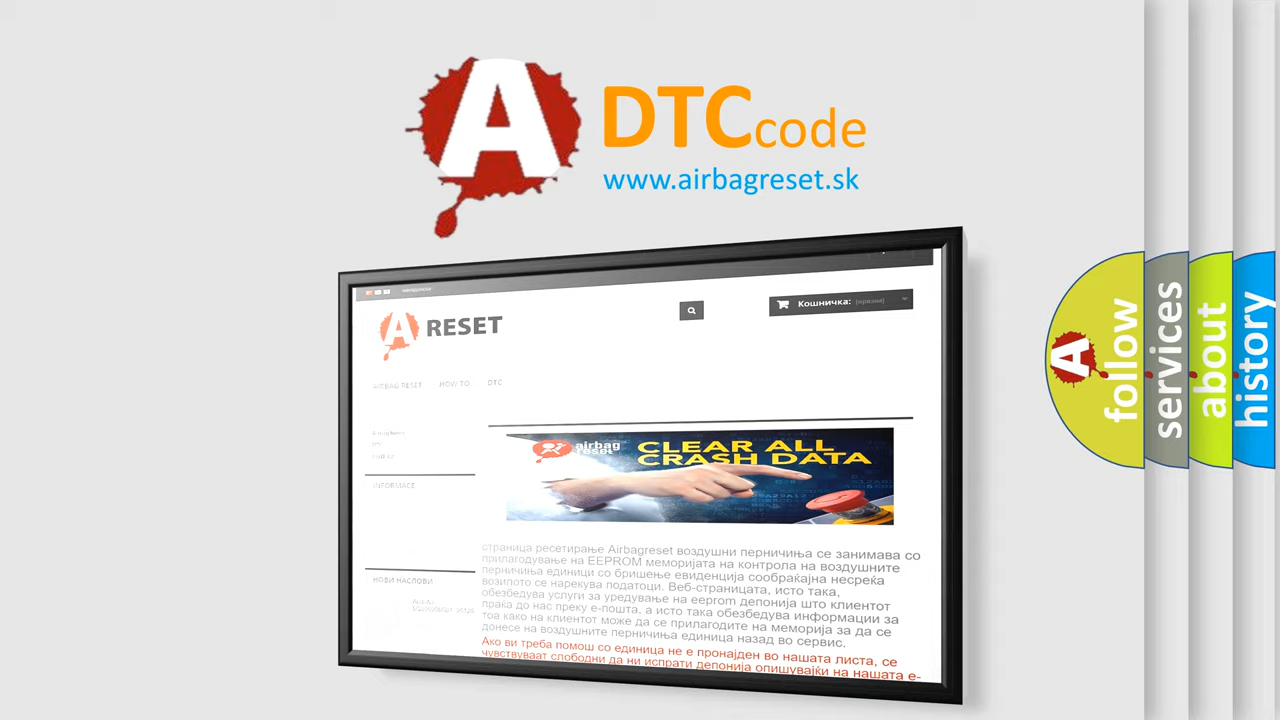 A DTCcode
www.airbagreset.sk
A RESET
Кошничка: (празни)
AIRBAG RESET HOW TO DTC
INFORMACE
НОВИ НАСЛОВИ
airbag
reset
CLEAR ALL
CRASH DATA
страница ресетирање Airbagreset воздушни перничиња се занимава со
прилагодување на EEPROM меморијата на контрола на воздушните
перничиња единици со бришење евиденција сообраќајна несреќа
возилото се нарекува податоци. Веб-страницата, исто така,
обезбедува услуги за уредување на eeprom депонија што клиентот
праќа до нас преку е-пошта, а исто така обезбедува информации за
тоа како на клиентот може да се прилагодите на меморија за да се
донесе на воздушните перничиња единица назад во сервис.
Ако ви треба помош со единица не е пронајден во нашата листа, се
чувствуваат слободни да ни испрати депонија опишувајќи на нашата е-
A follow
services
about
history